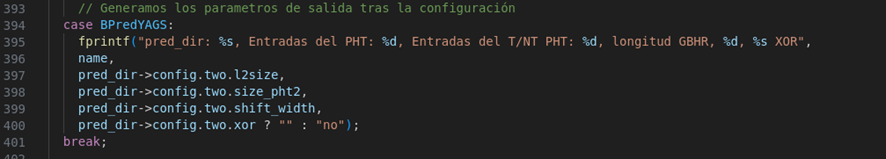 393 // Generamos los parametros de salida tras la configuración
394 case BPredYAGS:
395 fprintf("pred_dir: %s, Entradas del PHT: %d, Entradas del T/NT PHT: %d, longitud GBHR, %d, %s XOR",
396 name,
397 pred_dir->config.two.l2size,
398 pred_dir->config.two.size_pht2,
399 pred_dir->config.two.shift_width,
400 pred_dir->config.two.xor ? "" : "no");
401 break;
402